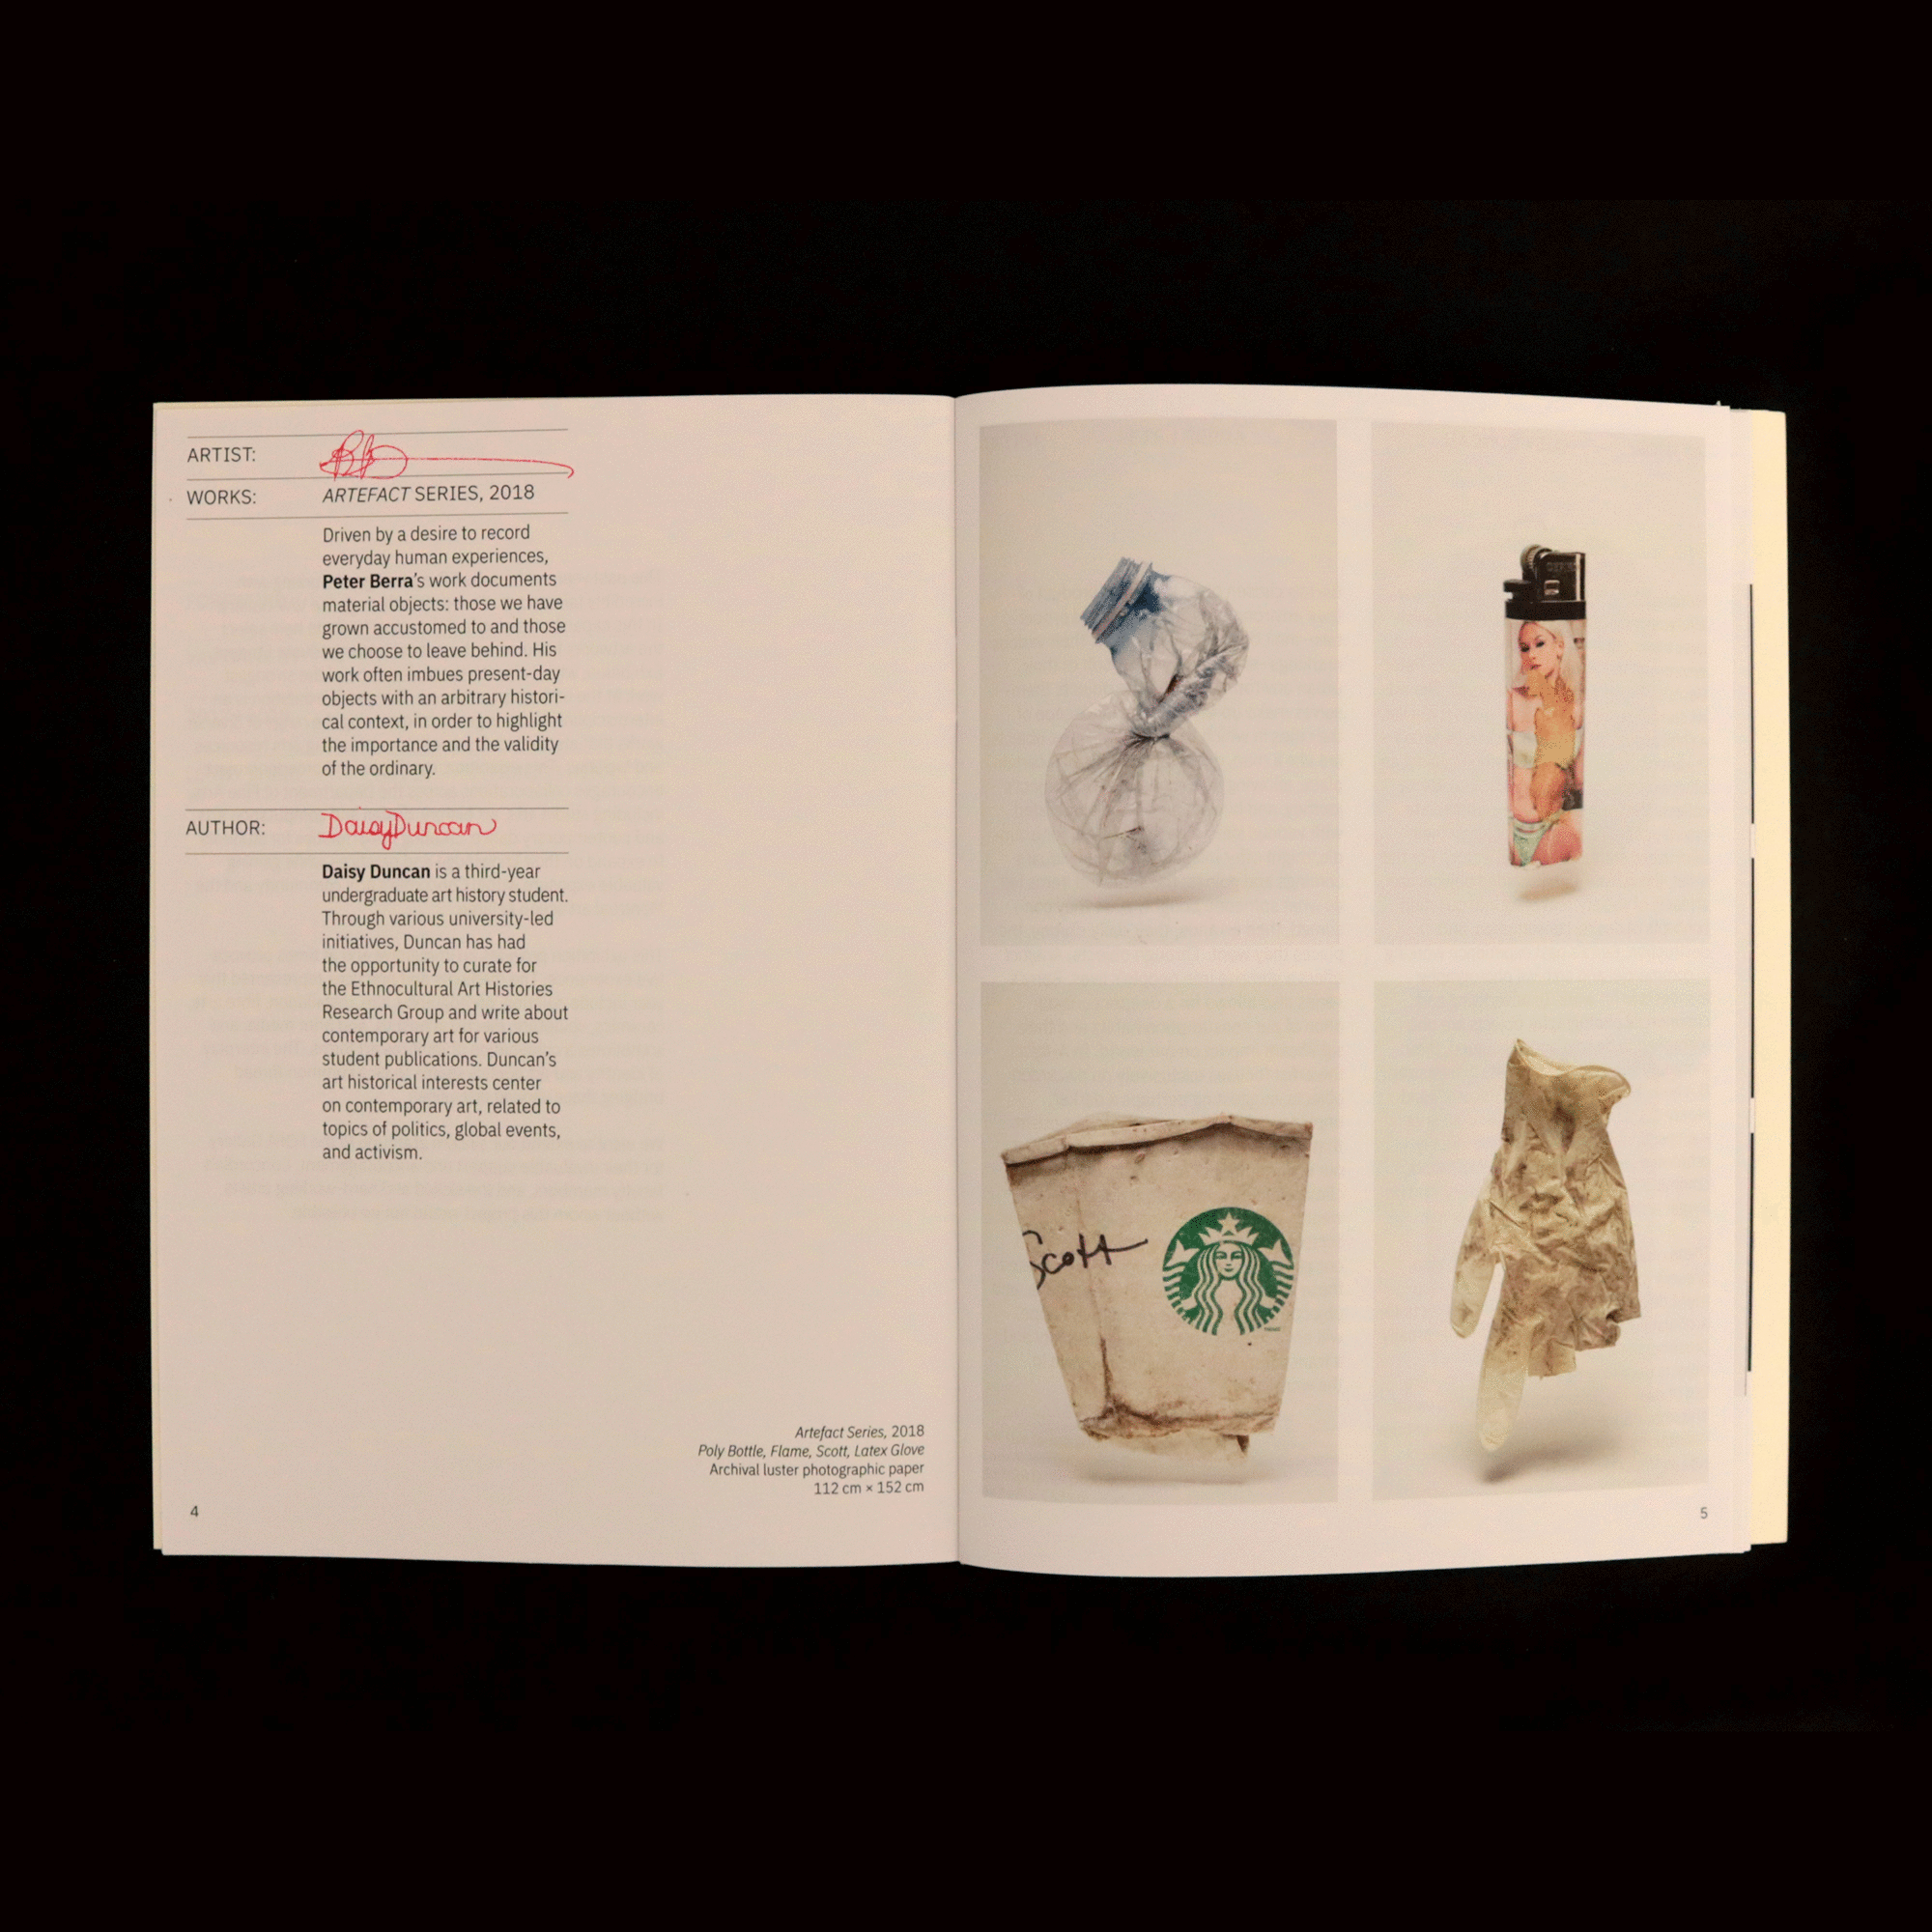 ARTIST:
WORKS: ARTEFACT SERIES, 2018
Driven by a desire to record
everyday human experiences,
Peter Berra's work documents
material objects: those we have
grown accustomed to and those
we choose to leave behind. His
work often imbues present-day
objects with an arbitrary histori-
cal context, in order to highlight
the importance and the validity
of the ordinary.
AUTHOR: Daisy Duncan
Daisy Duncan is a third-year
undergraduate art history student.
Through various university-led
initiatives, Duncan has had
the opportunity to curate for
the Ethnocultural Art Histories
Research Group and write about
contemporary art for various
student publications. Duncan's
art historical interests center
on contemporary art, related to
topics of politics, global events,
and activism.
Artefact Series, 2018
Poly Bottle, Flame, Scott, Latex Glove
Archival luster photographic paper
112 cm × 152 cm
4
Scott
5